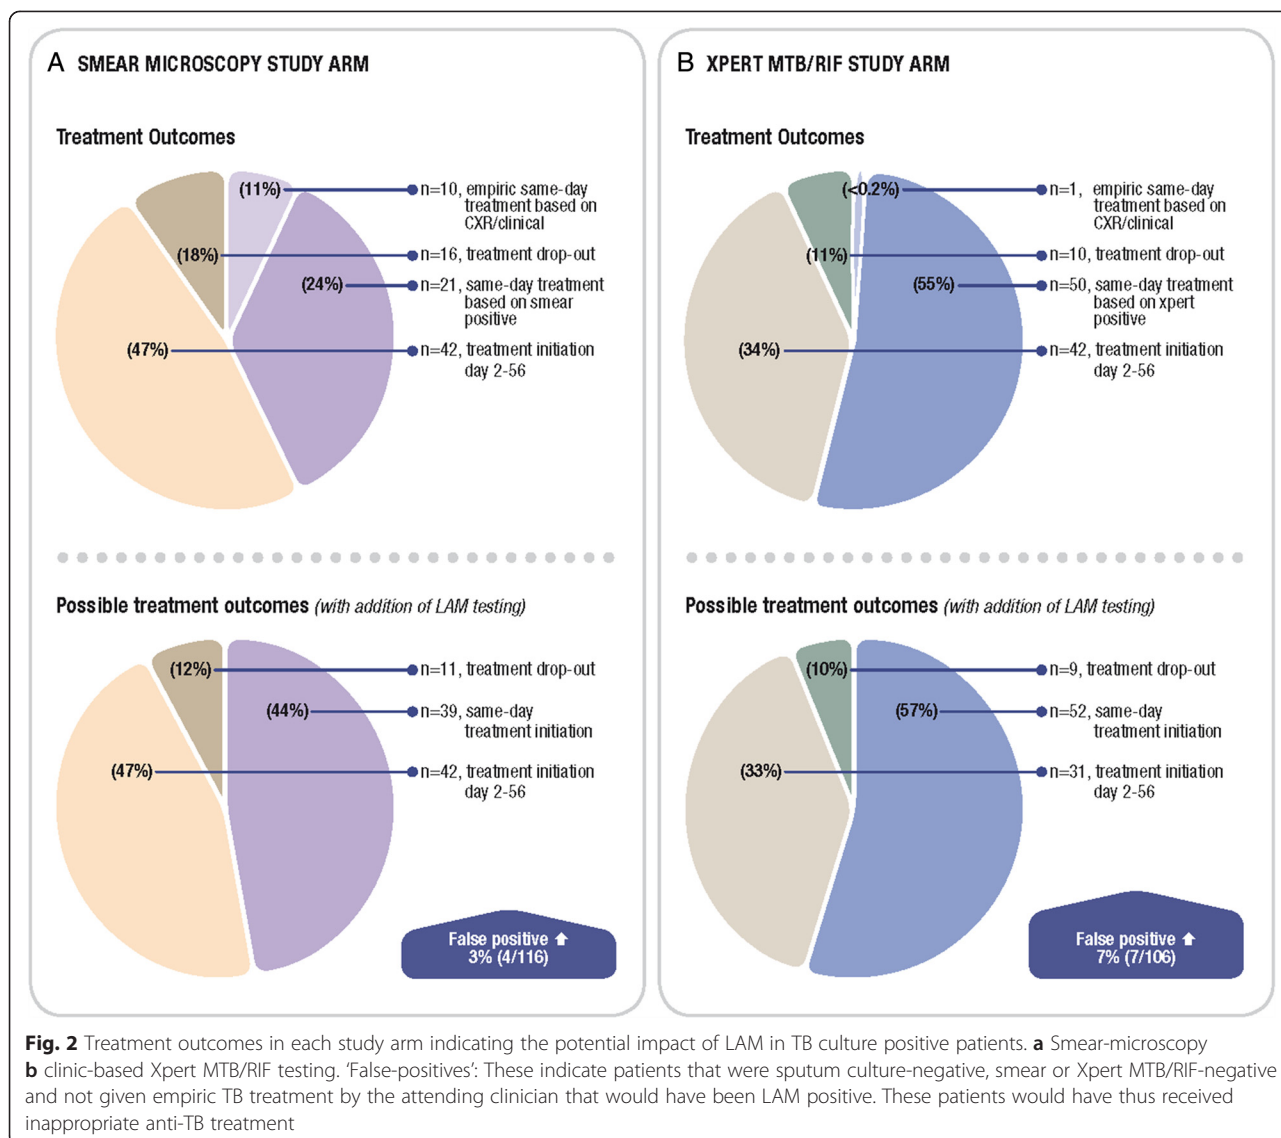 A SMEAR MICROSCOPY STUDY ARM
Treatment Outcomes
(11%)
n=10, empiric same-day
treatment based on
CXR/clinical
(18%)
n=16, treatment drop-out
(24%)
n=21, same-day treatment
based on smear
positive
(47%)
n=42, treatment initiation
day 2-56
Possible treatment outcomes (with addition of LAM testing)
(12%)
n=11, treatment drop-out
(44%)
n=39, same-day
treatment initiation
(47%)
n=42, treatment initiation
day 2-56
False positive ⬆
3% (4/116)
B XPERT MTB/RIF STUDY ARM
Treatment Outcomes
(<0.2%)
n=1, empiric same-day
treatment based on
CXR/clinical
(11%)
n=10, treatment drop-out
(55%)
n=50, same-day treatment
based on xpert
positive
(34%)
n=42, treatment initiation
day 2-56
Possible treatment outcomes (with addition of LAM testing)
(10%)
n=9, treatment drop-out
(57%)
n=52, same-day
treatment initiation
(33%)
n=31, treatment initiation
day 2-56
False positive ⬆
7% (7/106)
Fig. 2 Treatment outcomes in each study arm indicating the potential impact of LAM in TB culture positive patients. a Smear-microscopy
b clinic-based Xpert MTB/RIF testing. ‘False-positives’: These indicate patients that were sputum culture-negative, smear or Xpert MTB/RIF-negative
and not given empiric TB treatment by the attending clinician that would have been LAM positive. These patients would have thus received
inappropriate anti-TB treatment